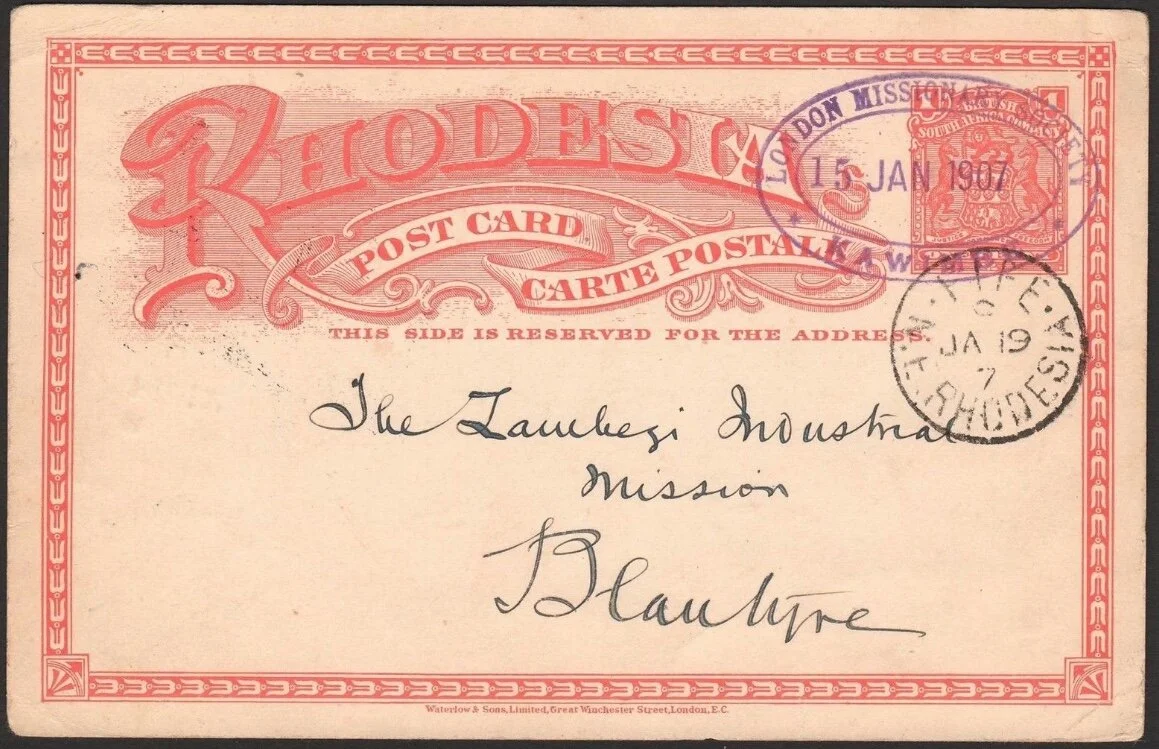 RHODESIA
POST CARD
CARTE POSTALE
THIS SIDE IS RESERVED FOR THE ADDRESS.
LONDON MISSIONARY SOCIETY
15 JAN 1907
* KAWIMBE *
1 1
BRITISH
SOUTH AFRICA COMPANY
FIFE
JA 19
7
N.E. RHODESIA
The Zambezi Industrial
Mission
Blantyre
Waterlow & Sons, Limited, Great Winchester Street, London, E.C.